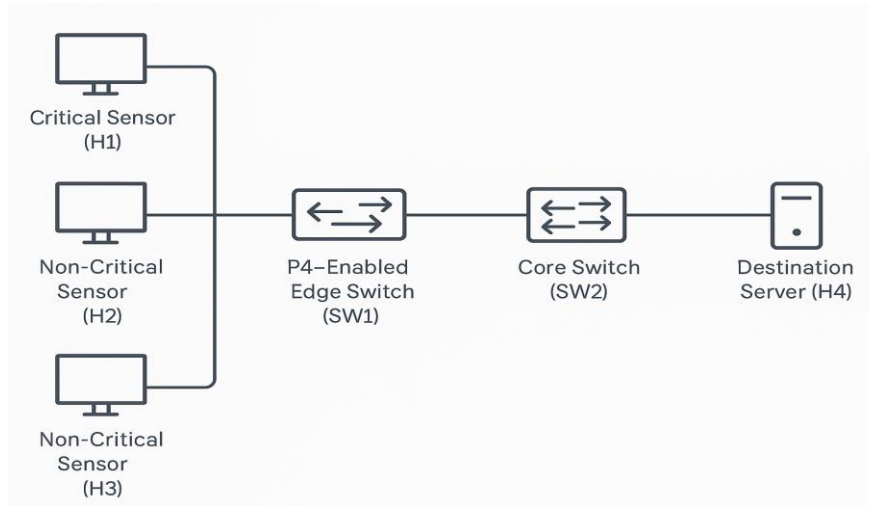 Critical Sensor
(H1)
Non-Critical
Sensor
(H2)
P4–Enabled
Edge Switch
(SW1)
Core Switch
(SW2)
Destination
Server (H4)
Non-Critical
Sensor
(H3)